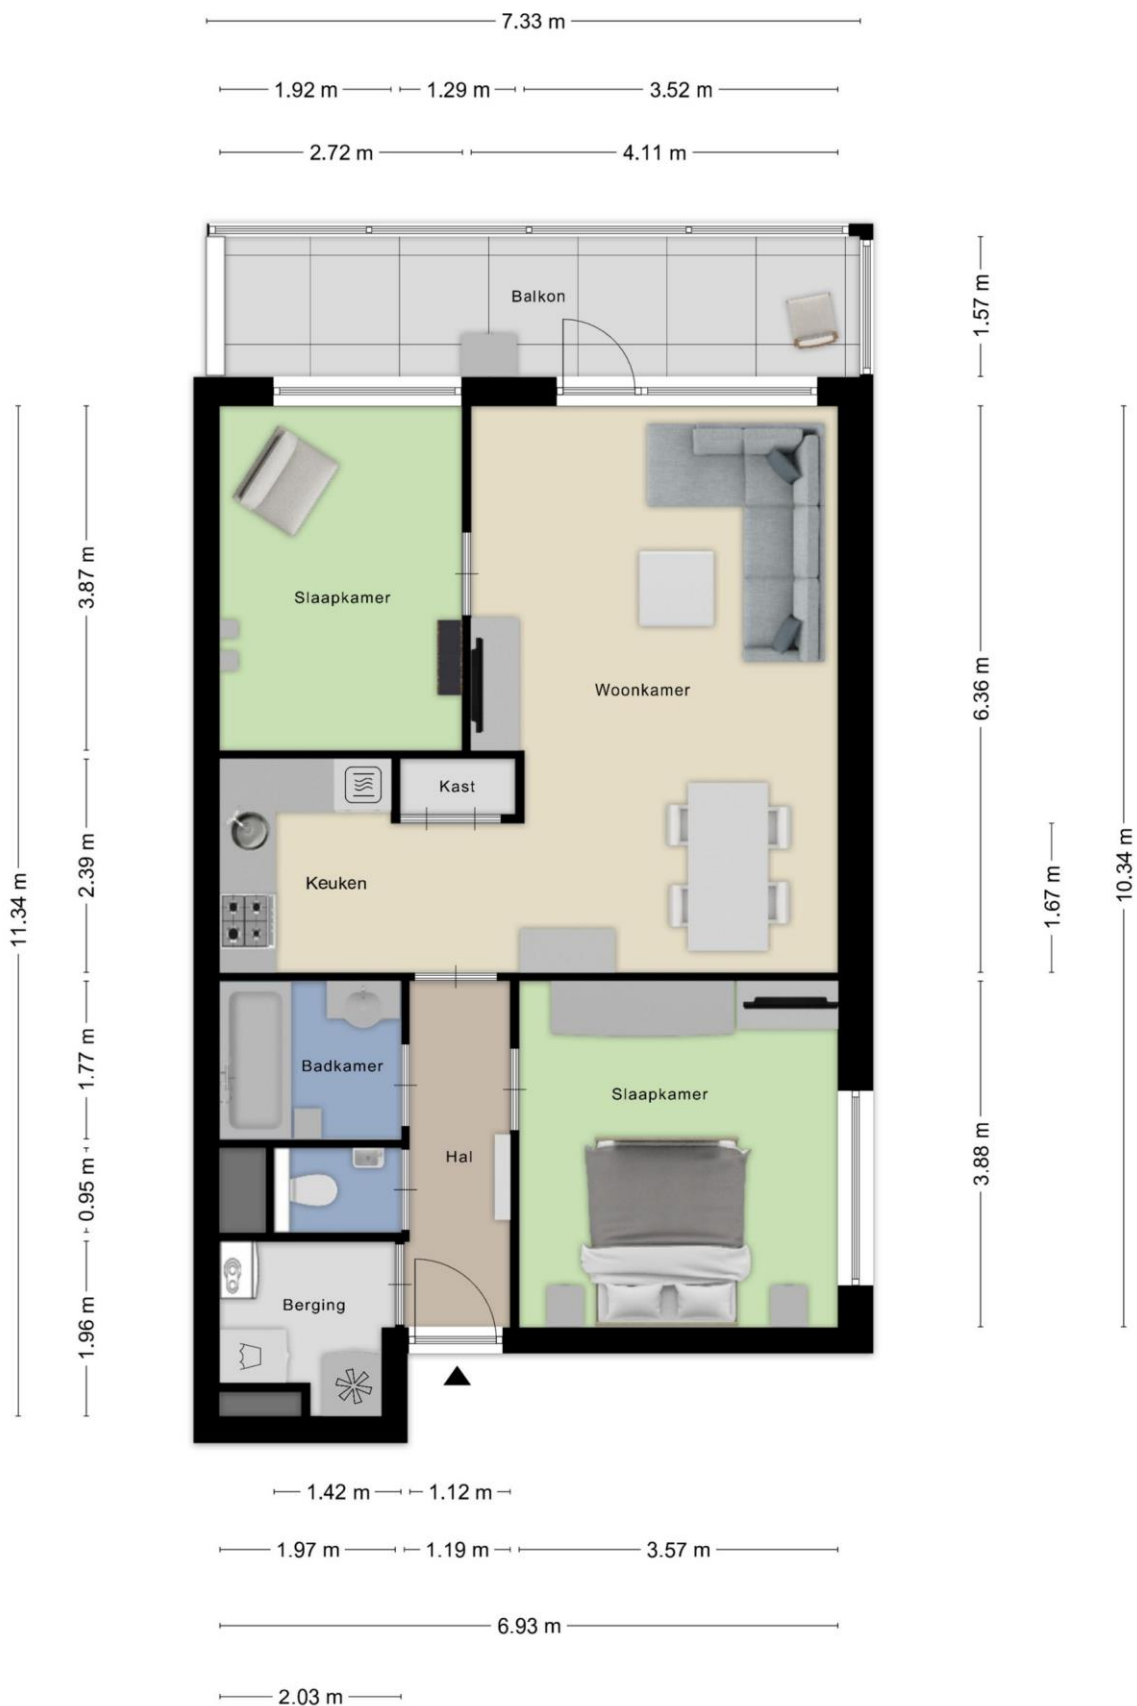 7.33 m
1.92 m
1.29 m
3.52 m
2.72 m
4.11 m
Balkon
1.57 m
3.87 m
Slaapkamer
Woonkamer
6.36 m
Kast
Keuken
2.39 m
1.67 m
11.34 m
10.34 m
Badkamer
1.77 m
Slaapkamer
Hal
3.88 m
0.95 m
Berging
1.96 m
1.42 m
1.12 m
1.97 m
1.19 m
3.57 m
6.93 m
2.03 m